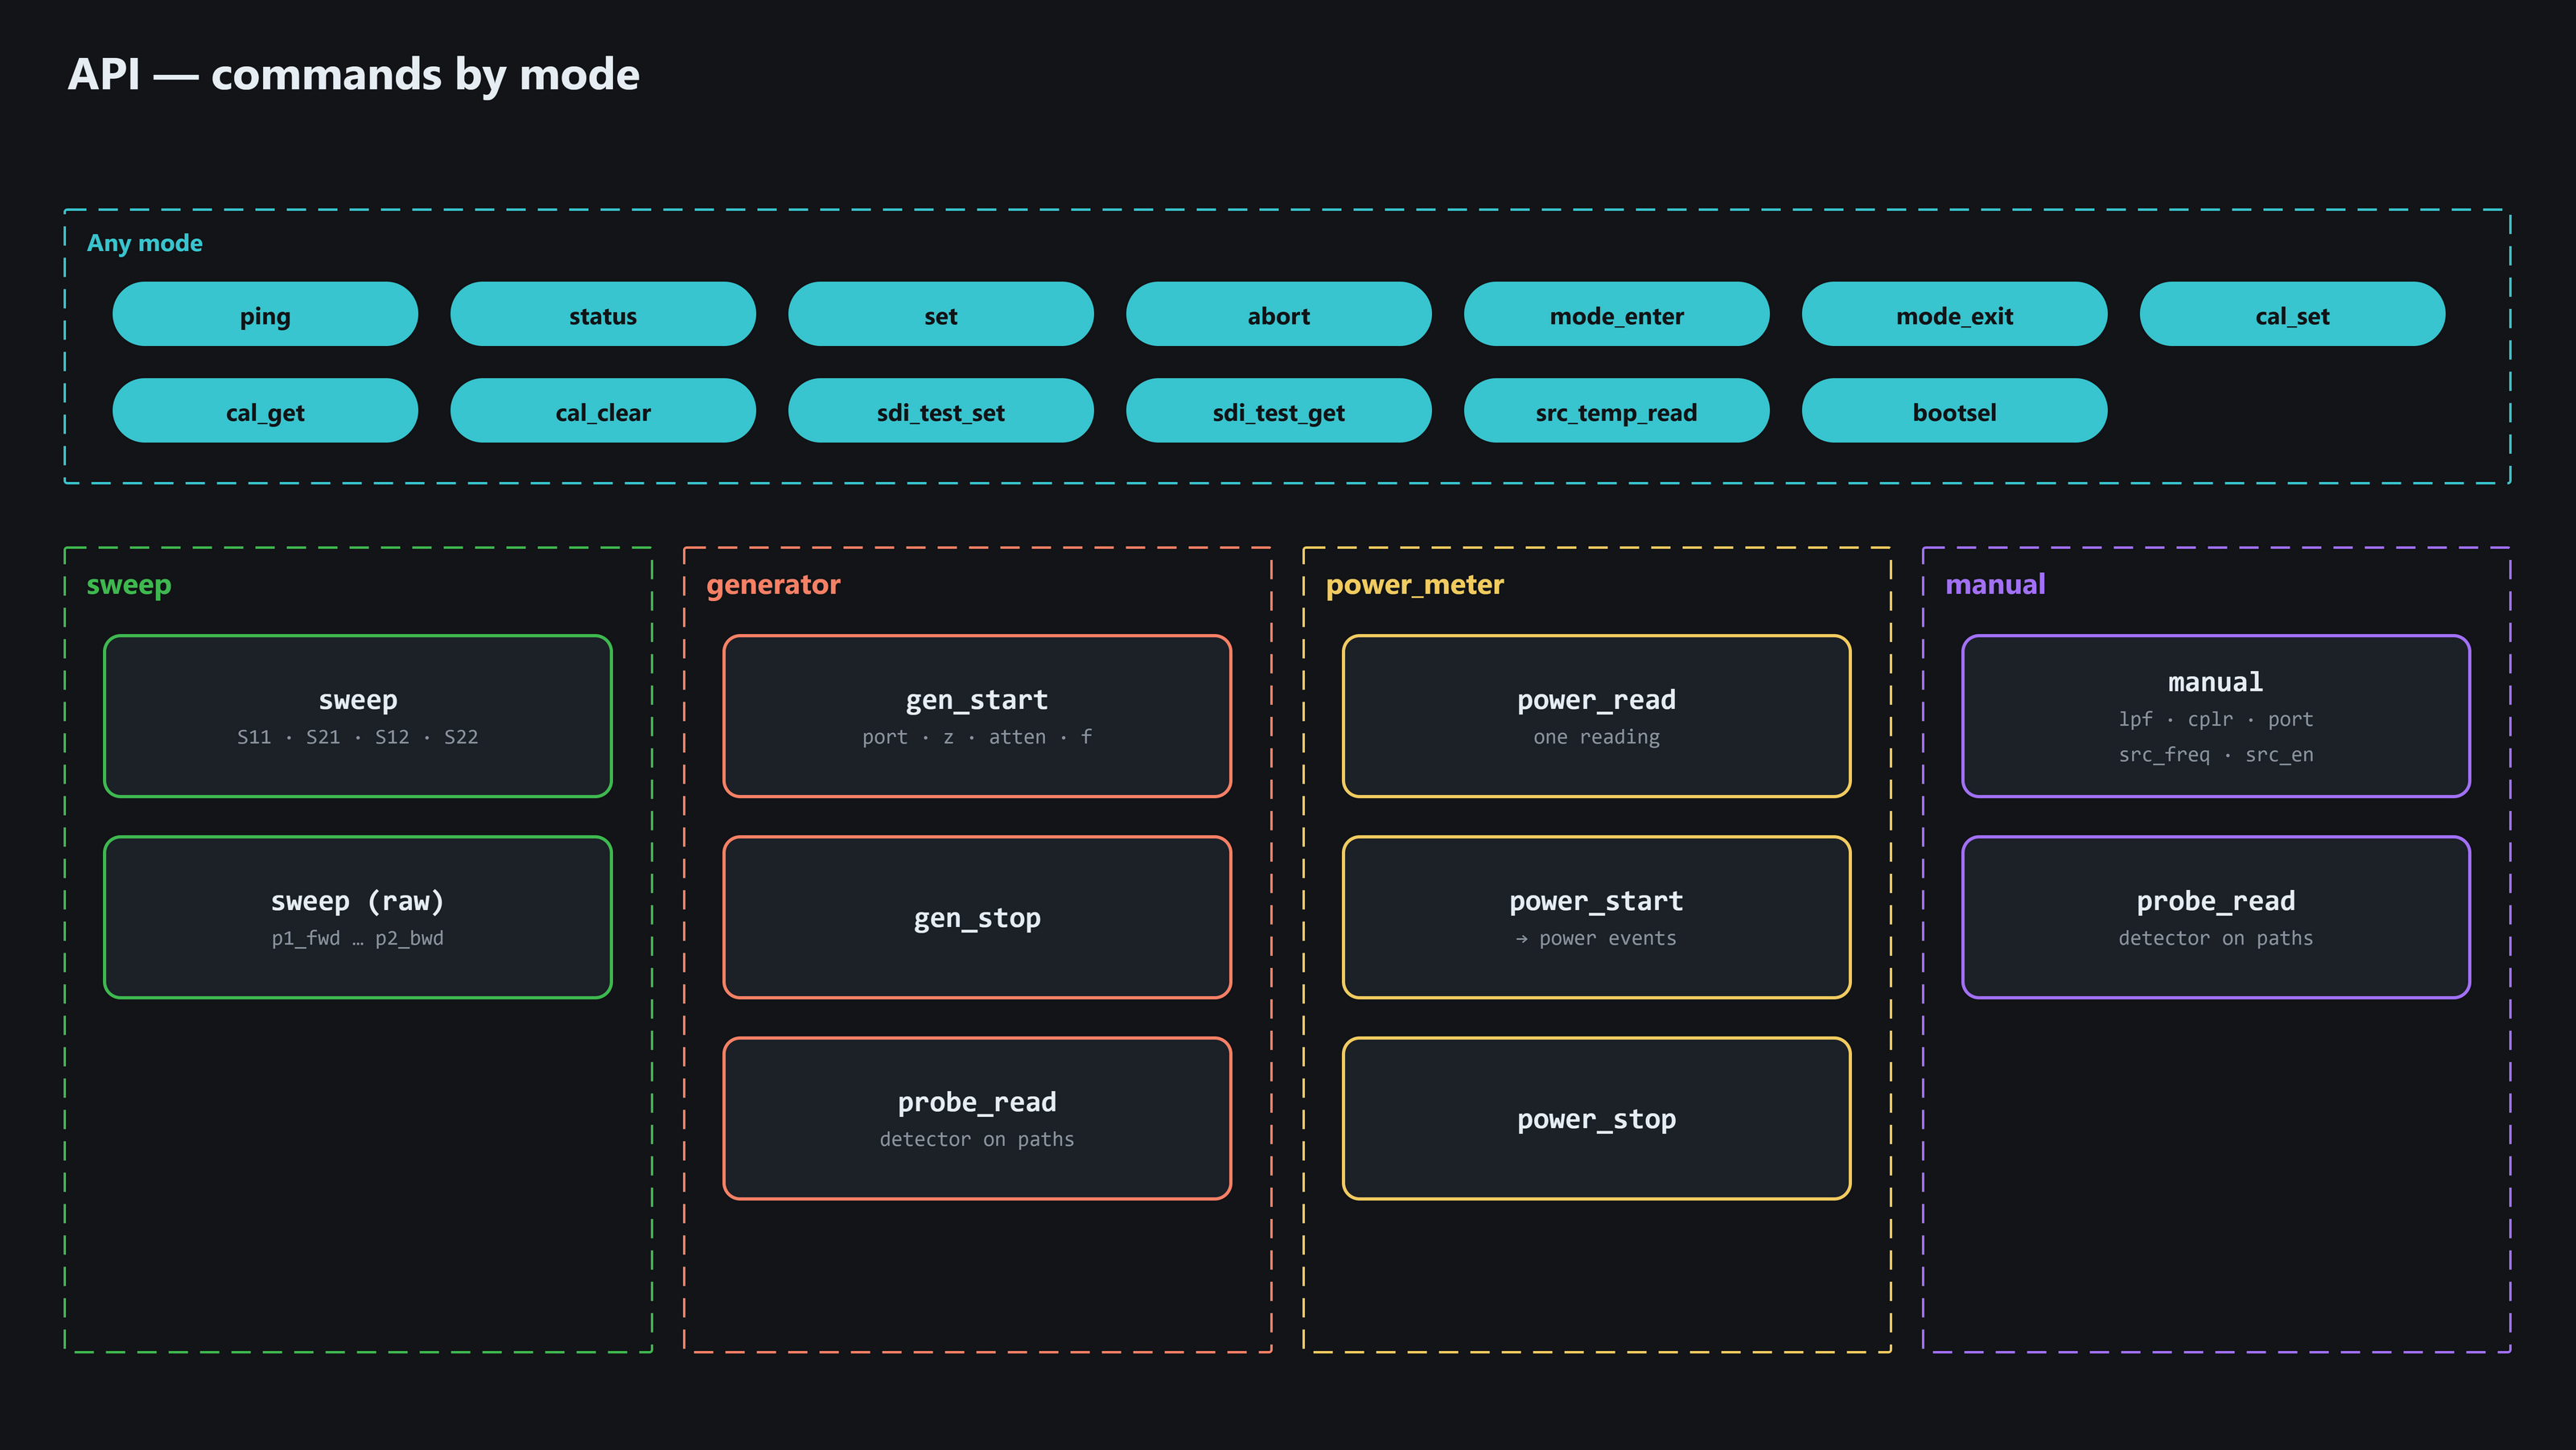 API — commands by mode
Any mode
ping
status
set
abort
mode_enter
mode_exit
cal_set
cal_get
cal_clear
sdi_test_set
sdi_test_get
src_temp_read
bootsel
sweep
sweep
S11 · S21 · S12 · S22
sweep (raw)
p1_fwd … p2_bwd
generator
gen_start
port · z · atten · f
gen_stop
probe_read
detector on paths
power_meter
power_read
one reading
power_start
→ power events
power_stop
manual
manual
lpf · cplr · port
src_freq · src_en
probe_read
detector on paths